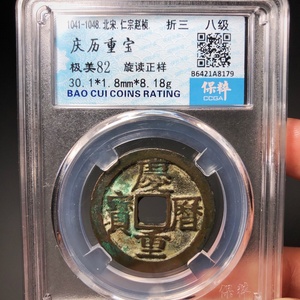 1041-1048. 北宋. 仁宗赵祯 折三 八级
庆历重宝
极美82 旋读正样
30.1*1.8mm*8.18g
BAO CUI COINS RATING
B6421A8179
保粹
CCGA
慶曆重寶
保粹